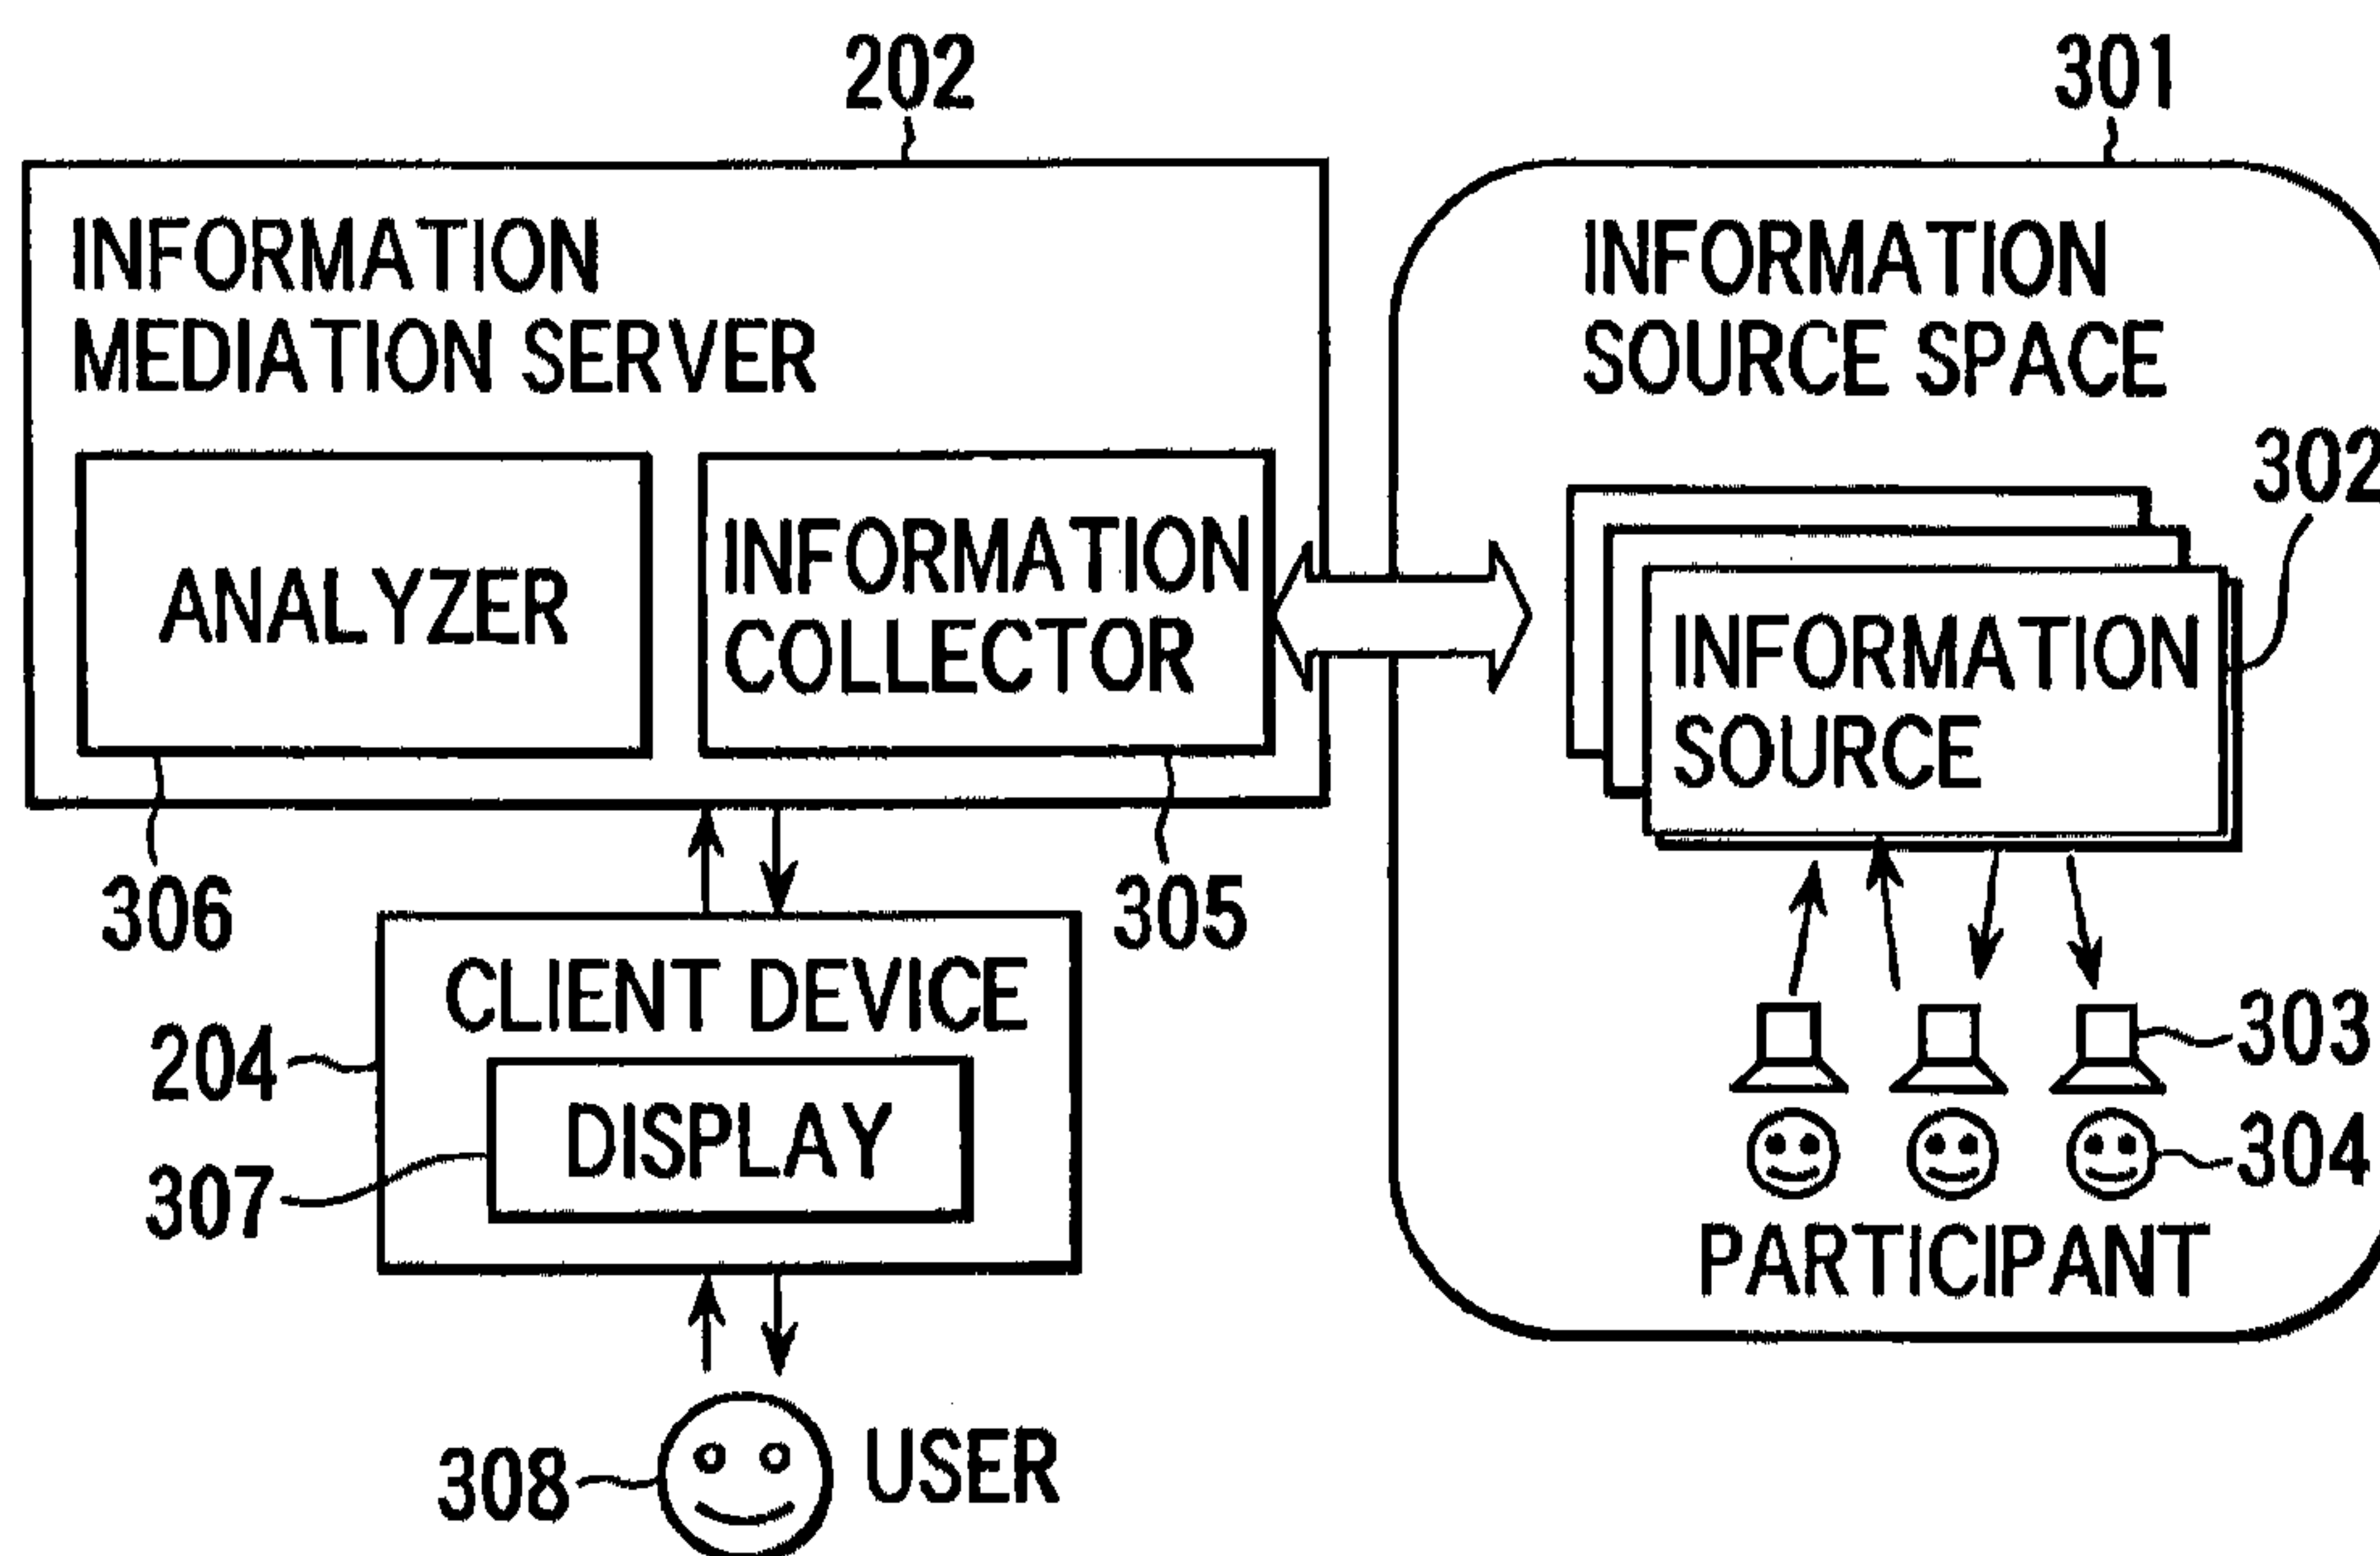 202
301
INFORMATION
MEDIATION SERVER
INFORMATION
SOURCE SPACE
302
ANALYZER
INFORMATION
COLLECTOR
INFORMATION
SOURCE
306
305
CLIENT DEVICE
204
303
DISPLAY
307
304
PARTICIPANT
308
USER